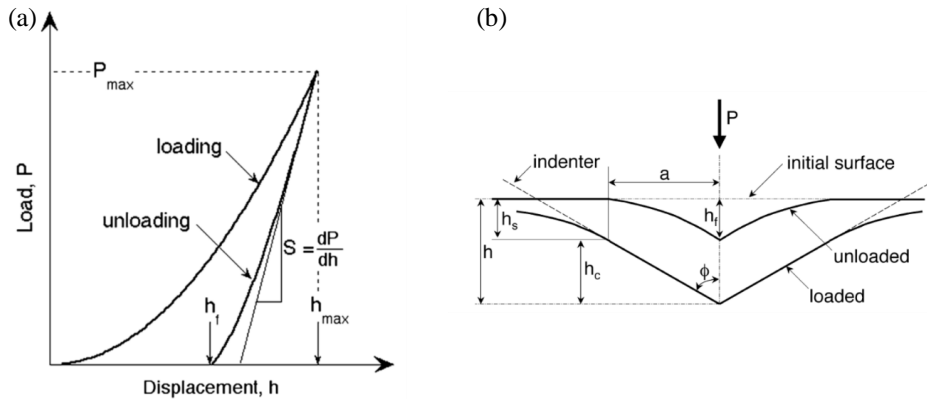 (a)
P max
loading
unloading
S = dP/dh
h f
h max
Load, P
Displacement, h
(b)
P
indenter
a
initial surface
h s
h f
h
h c
ϕ
unloaded
loaded